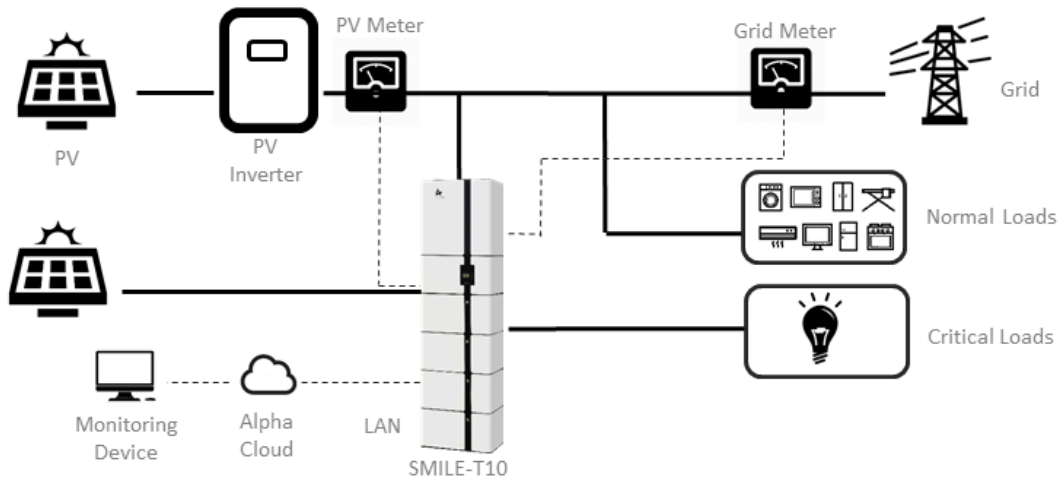 PV Meter
Grid Meter
Grid
PV
PV
Inverter
Normal Loads
Critical Loads
Monitoring
Device
Alpha
Cloud
LAN
SMILE-T10